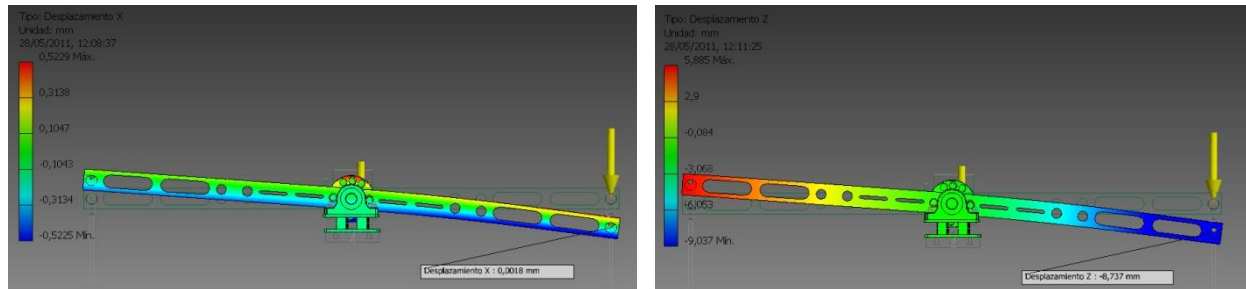 Tipo: Desplazamiento X
Unidad: mm
28/05/2011, 12:08:37
0,5229 Máx.
0,3138
0,1047
-0,1043
-0,3134
-0,5225 Mín.
Desplazamiento X : 0,0018 mm
Tipo: Desplazamiento Z
Unidad: mm
28/05/2011, 12:11:25
5,885 Máx.
2,9
-0,084
-3,068
-6,053
-9,037 Mín.
Desplazamiento Z : -8,737 mm